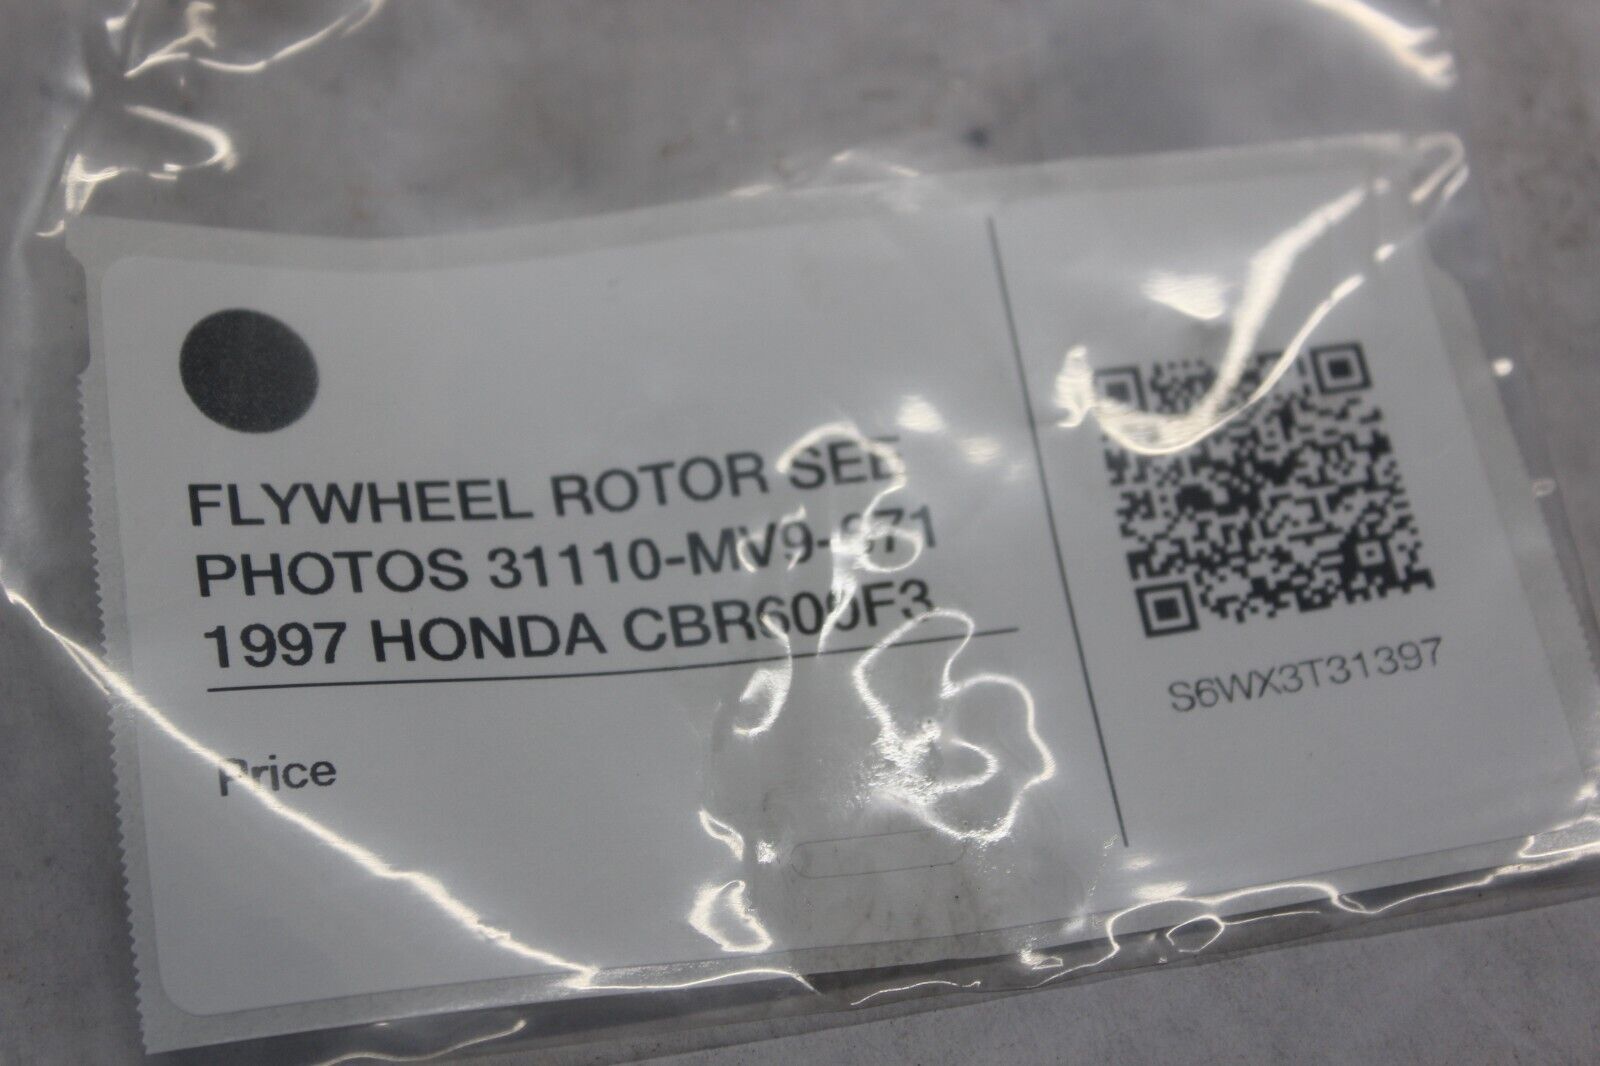 FLYWHEEL ROTOR SEE
PHOTOS 31110-MV9-671
1997 HONDA CBR600F3
Price
S6WX3T31397